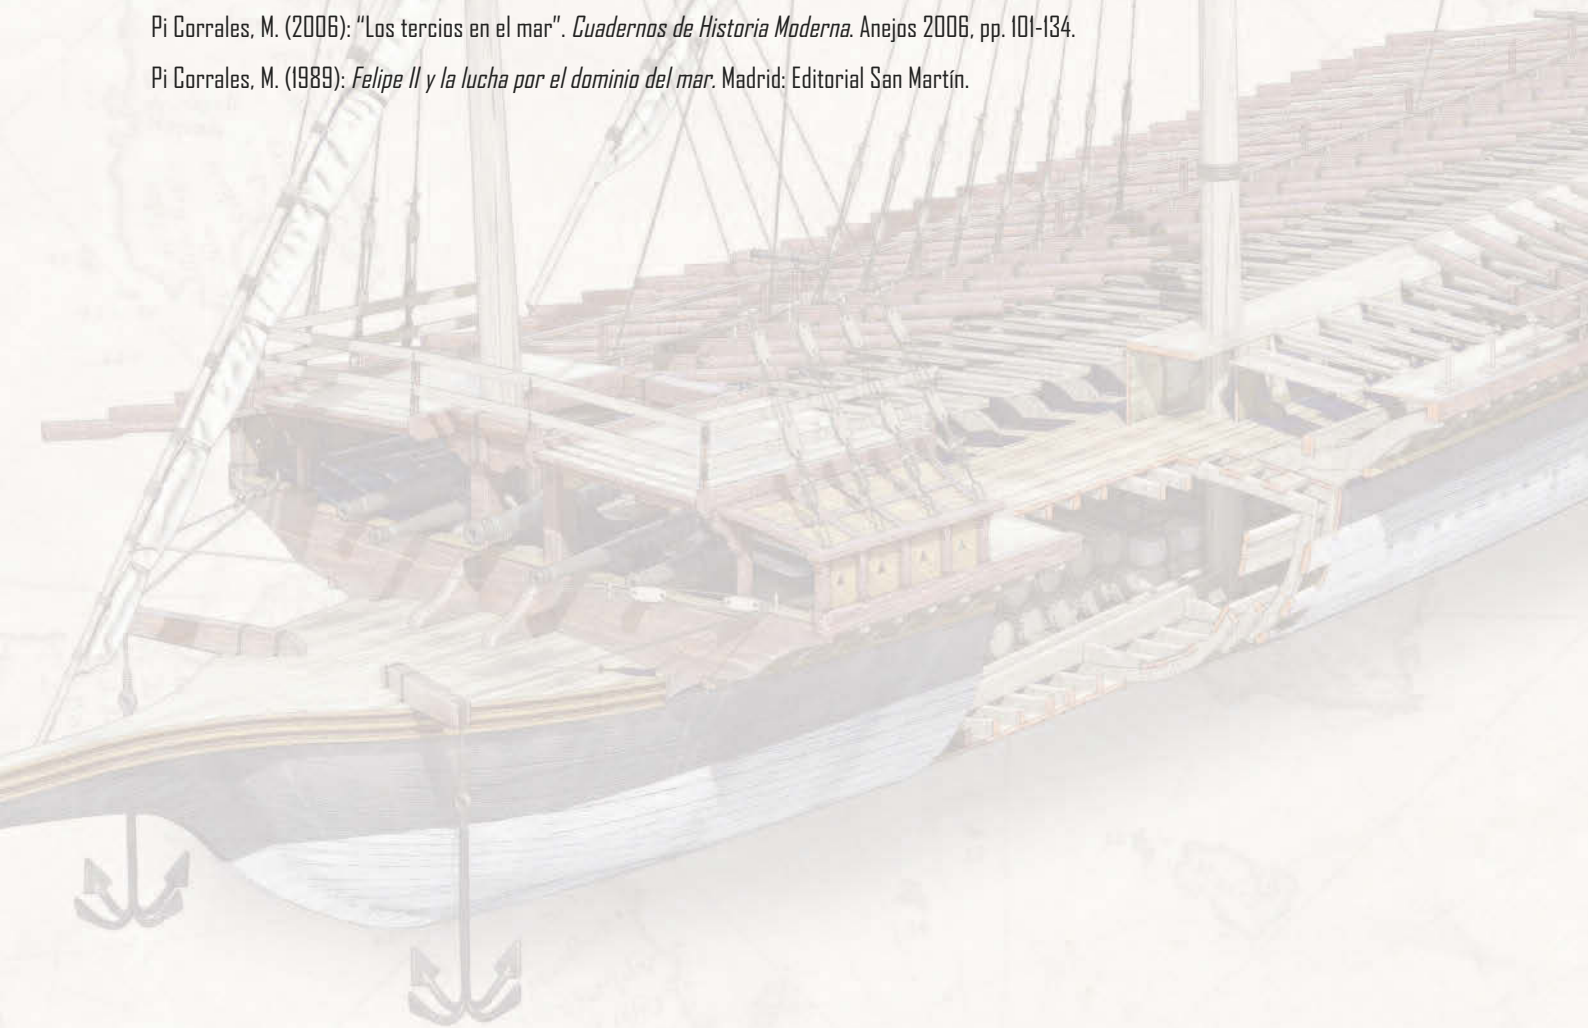 Pi Corrales, M. (2006): “Los tercios en el mar”. Cuadernos de Historia Moderna. Anejos 2006, pp. 101-134.
Pi Corrales, M. (1989): Felipe II y la lucha por el dominio del mar. Madrid: Editorial San Martín.